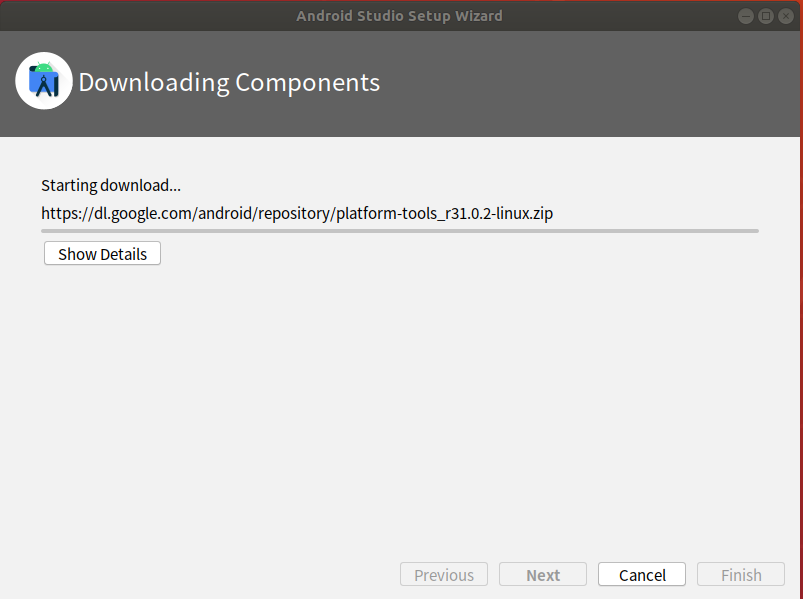 Android Studio Setup Wizard
Downloading Components
Starting download...
https://dl.google.com/android/repository/platform-tools_r31.0.2-linux.zip
Show Details
Previous Next Cancel Finish